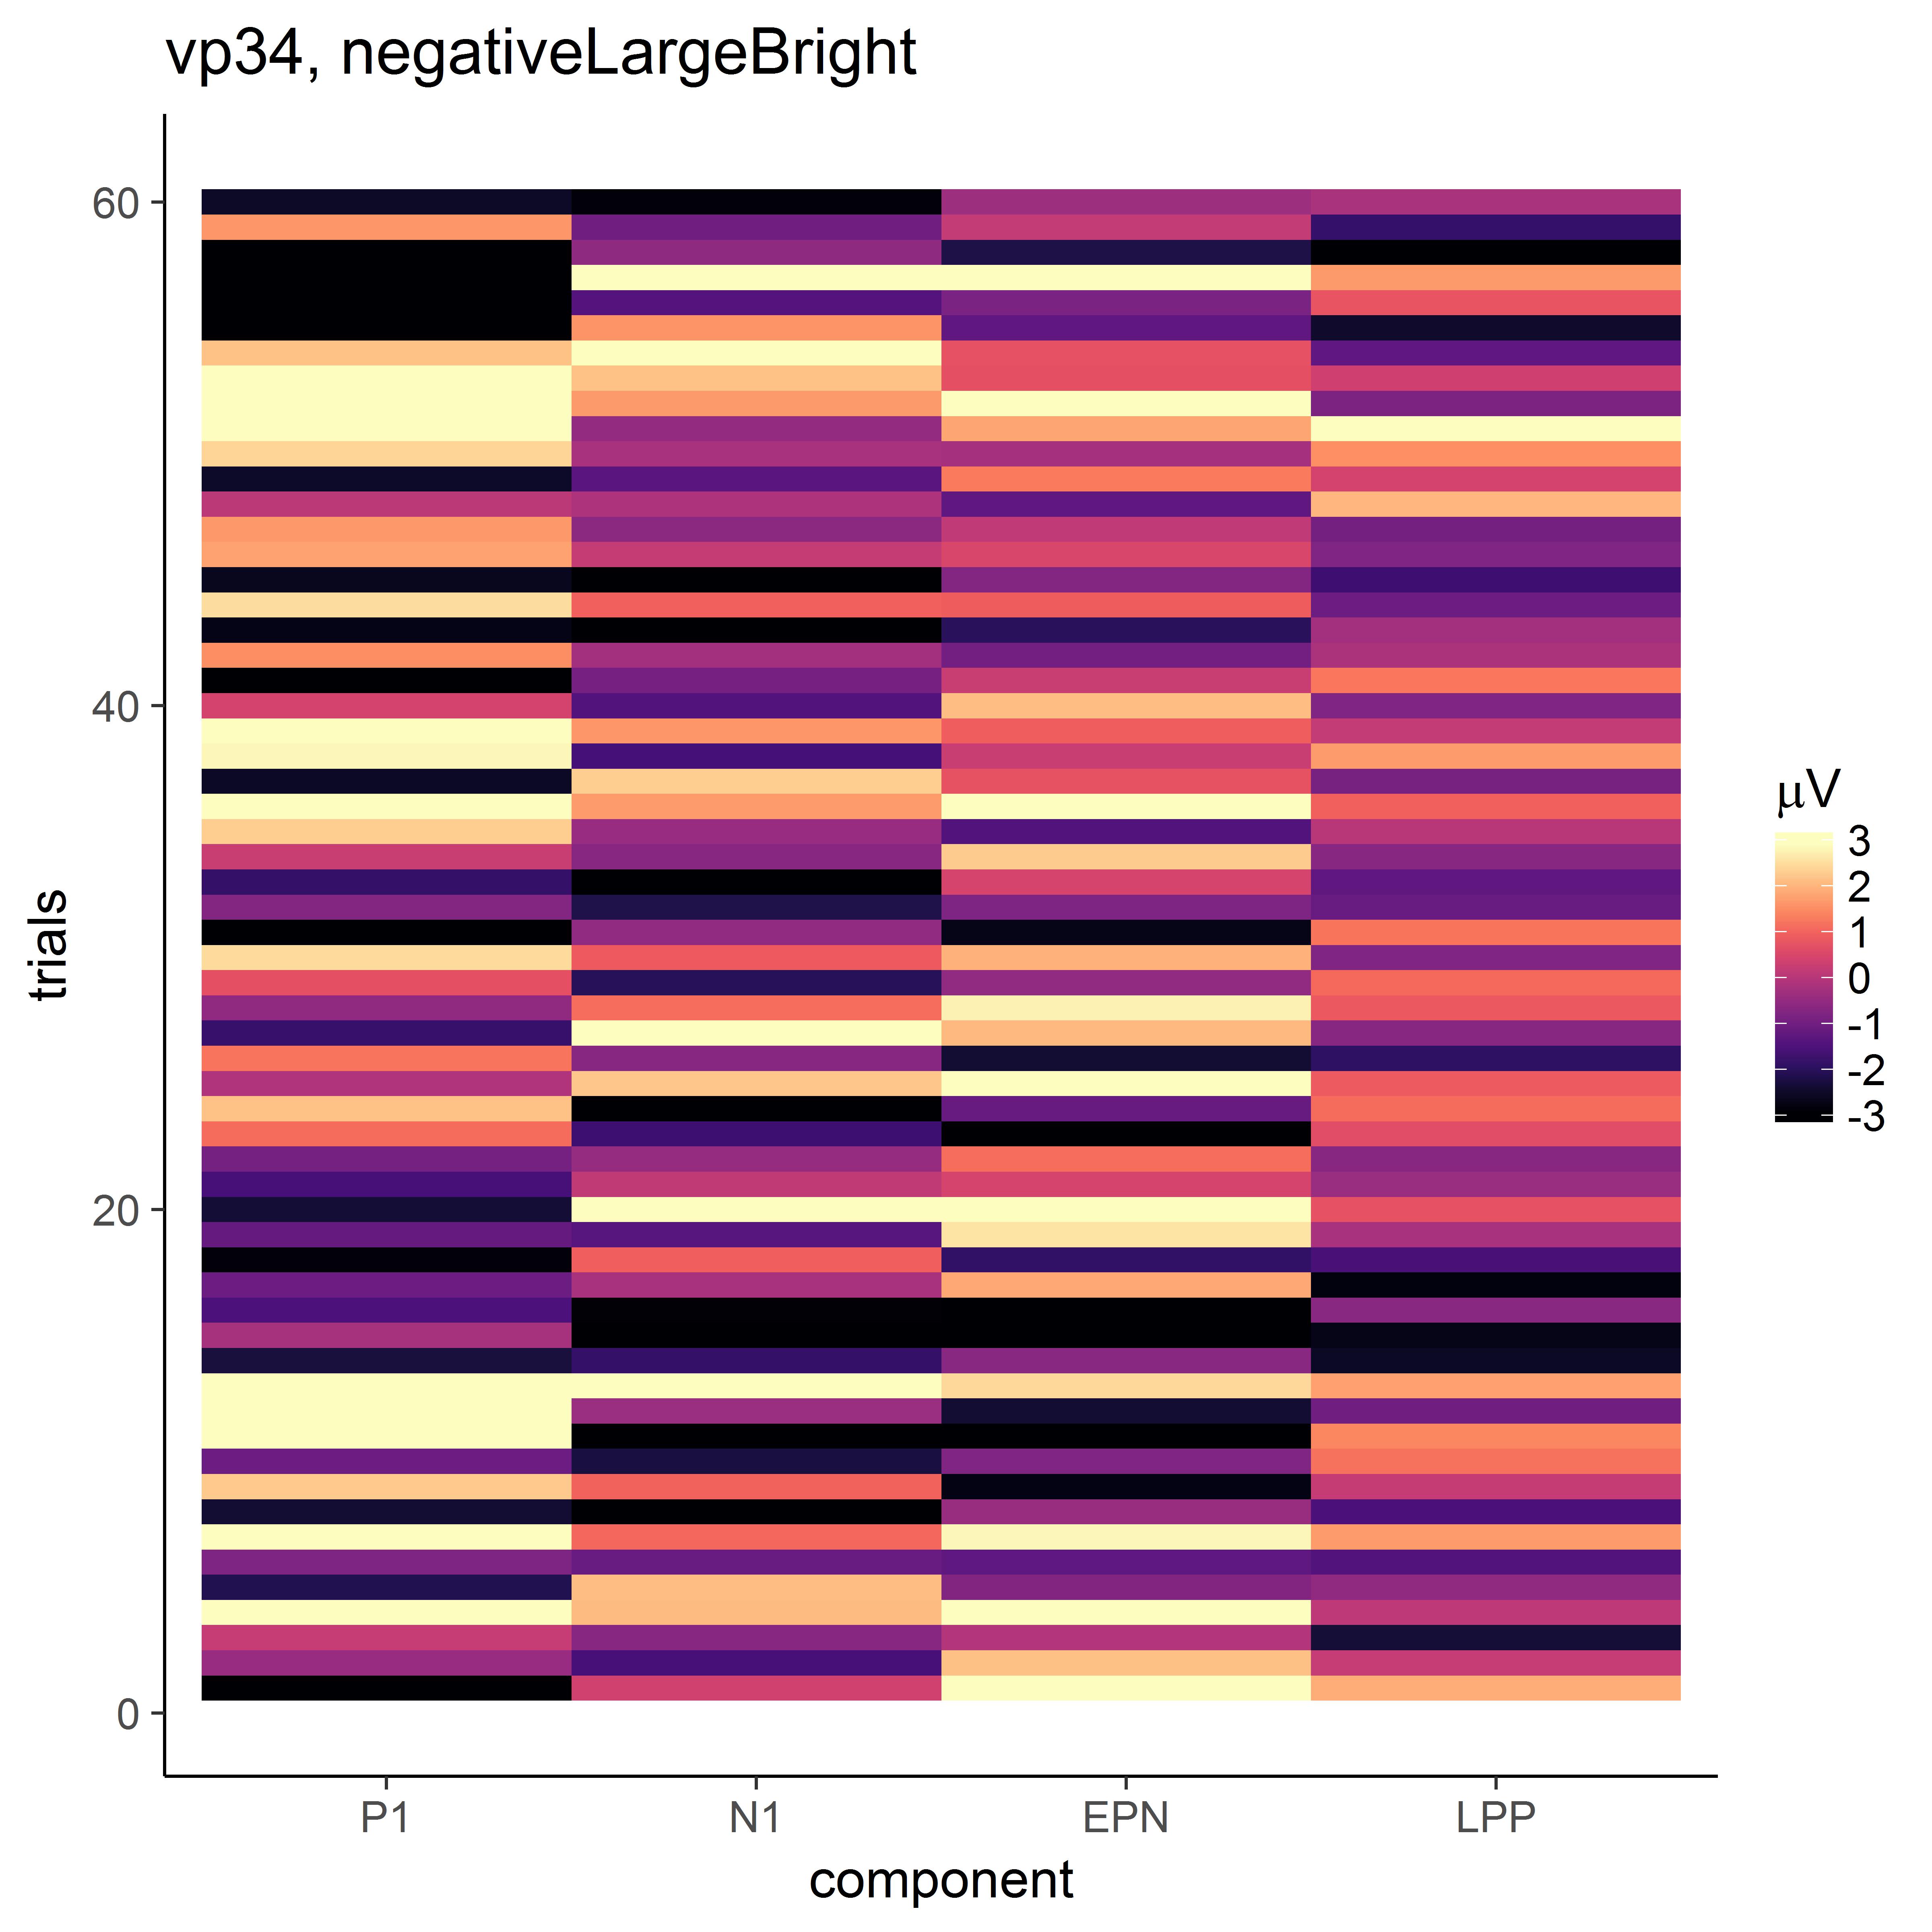 vp34, negativeLargeBright
60
40
20
0
trials
P1 N1 EPN LPP
component
μV
3
2
1
0
-1
-2
-3